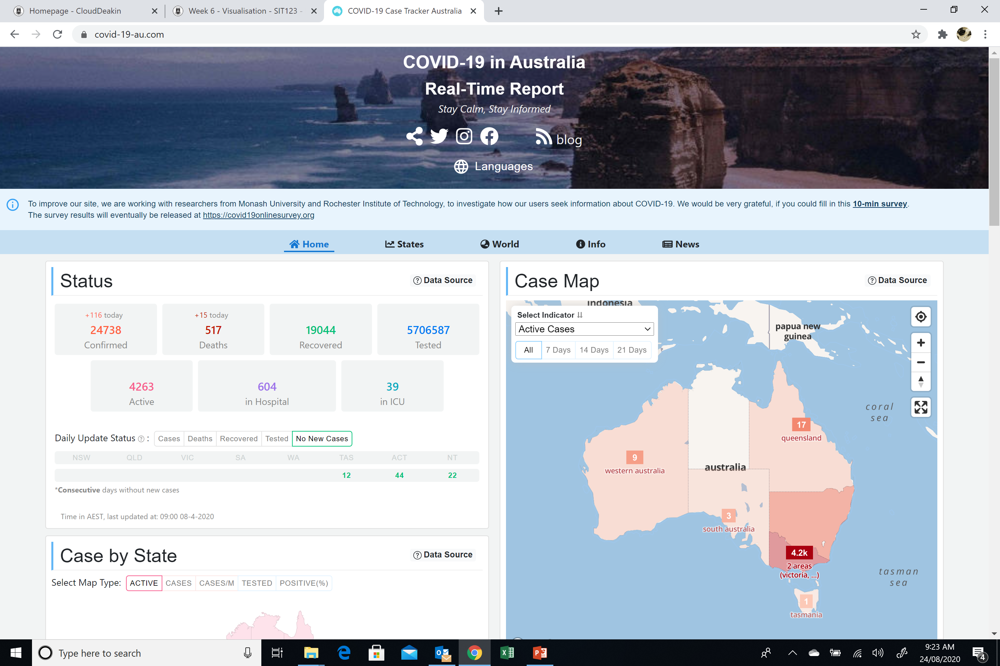 Homepage - CloudDeakin
Week 6 - Visualisation - SIT123 -
COVID-19 Case Tracker Australia
covid-19-au.com
COVID-19 in Australia
Real-Time Report
Stay Calm, Stay Informed
blog
Languages
To improve our site, we are working with researchers from Monash University and Rochester Institute of Technology, to investigate how our users seek information about COVID-19. We would be very grateful, if you could fill in this 10-min survey.
The survey results will eventually be released at https://covid19onlinesurvey.org
Home States World Info News
Status
Data Source
+116 today
24738
Confirmed
+15 today
517
Deaths
19044
Recovered
5706587
Tested
4263
Active
604
in Hospital
39
in ICU
Daily Update Status ? : Cases Deaths Recovered Tested No New Cases
NSW QLD VIC SA WA TAS ACT NT
12 44 22
*Consecutive days without new cases
Time in AEST, last updated at: 09:00 08-4-2020
Case by State
Data Source
Select Map Type: ACTIVE CASES CASES/M TESTED POSITIVE(%)
Case Map
Data Source
indonesia
Select Indicator
Active Cases
All 7 Days 14 Days 21 Days
papua new
guinea
coral
sea
17
queensland
9
western australia
australia
3
south australia
4.2k
2 areas
(victoria, ...)
tasman
sea
1
tasmania
Type here to search
9:23 AM
24/08/2020
4